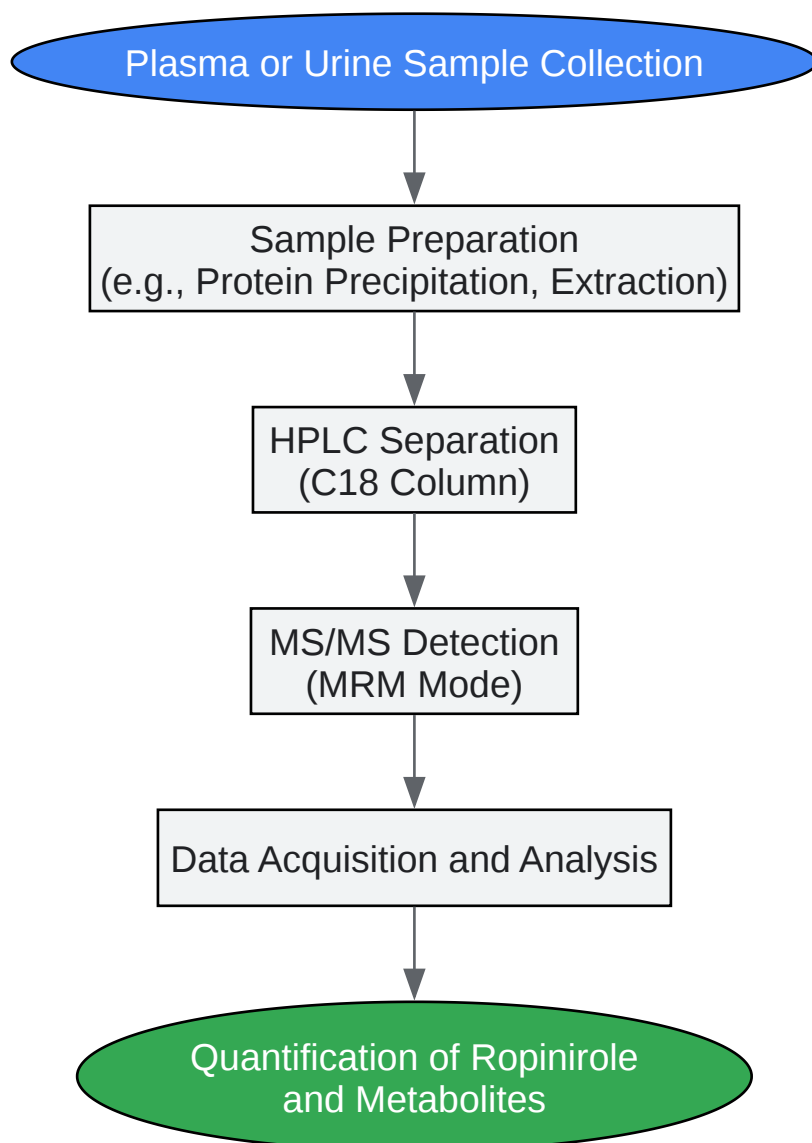 Plasma or Urine Sample Collection
Sample Preparation
(e.g., Protein Precipitation, Extraction)
HPLC Separation
(C18 Column)
MS/MS Detection
(MRM Mode)
Data Acquisition and Analysis
Quantification of Ropinirole
and Metabolites